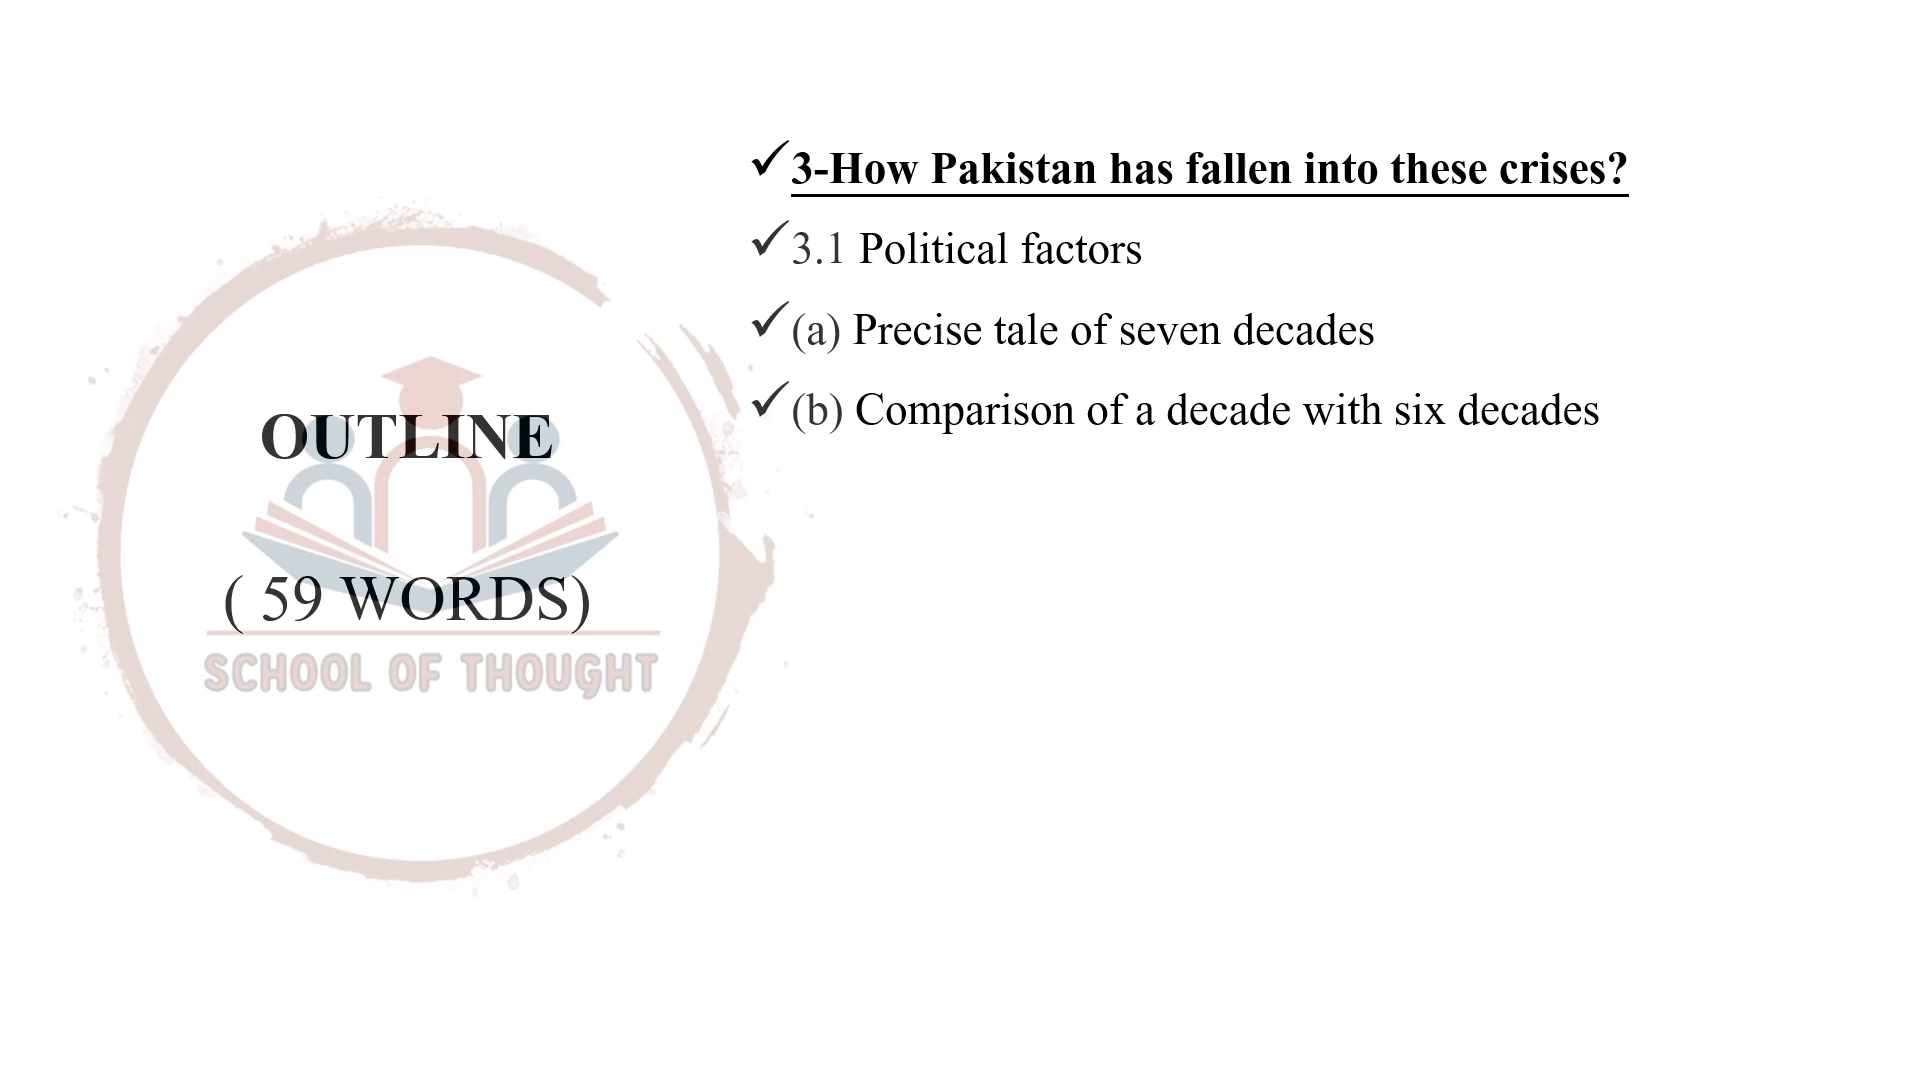 OUTLINE
( 59 WORDS)
SCHOOL OF THOUGHT
✓3-How Pakistan has fallen into these crises?
✓3.1 Political factors
✓(a) Precise tale of seven decades
✓(b) Comparison of a decade with six decades